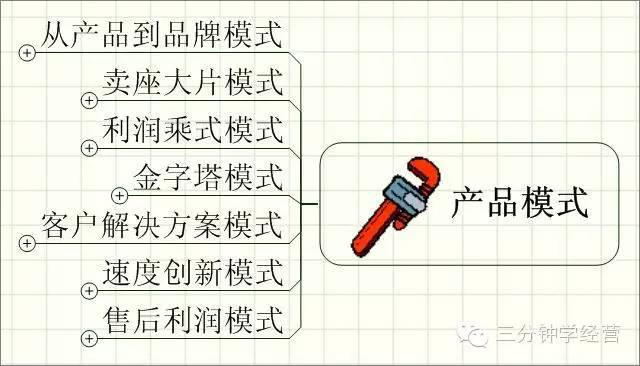 从产品到品牌模式
卖座大片模式
利润乘式模式
金字塔模式
客户解决方案模式
速度创新模式
售后利润模式
产品模式
三分钟学经营